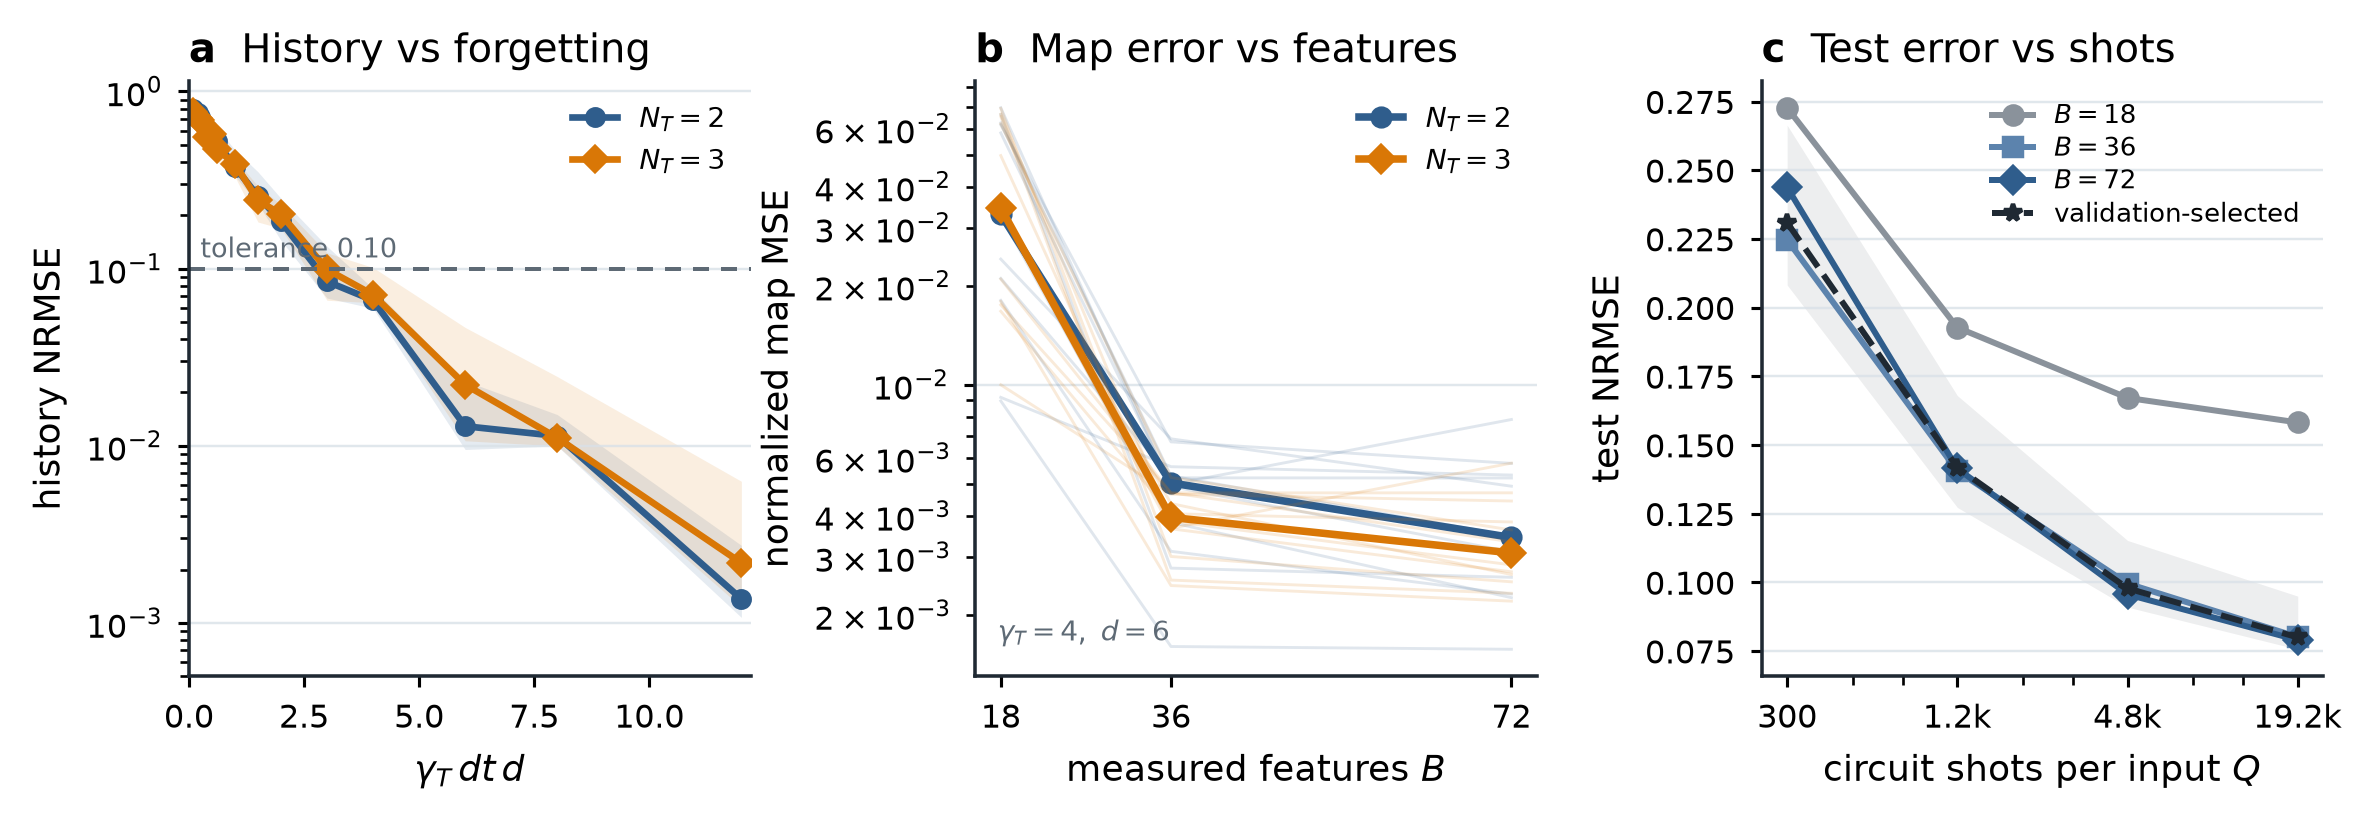 a History vs forgetting
history NRMSE
10⁰
10⁻¹
10⁻²
10⁻³
tolerance 0.10
N_T = 2
N_T = 3
0.0 2.5 5.0 7.5 10.0
γ_T dt d
b Map error vs features
normalized map MSE
6 × 10⁻²
4 × 10⁻²
3 × 10⁻²
2 × 10⁻²
10⁻²
6 × 10⁻³
4 × 10⁻³
3 × 10⁻³
2 × 10⁻³
N_T = 2
N_T = 3
γ_T = 4, d = 6
18 36 72
measured features B
c Test error vs shots
test NRMSE
0.275
0.250
0.225
0.200
0.175
0.150
0.125
0.100
0.075
B = 18
B = 36
B = 72
validation-selected
300 1.2k 4.8k 19.2k
circuit shots per input Q